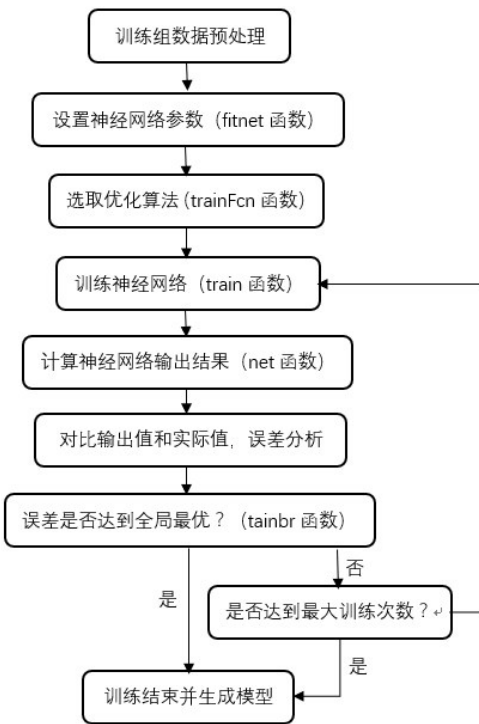 训练组数据预处理
设置神经网络参数（fitnet 函数）
选取优化算法（trainFcn 函数）
训练神经网络（train 函数）
计算神经网络输出结果（net 函数）
对比输出值和实际值，误差分析
误差是否达到全局最优？（tainbr 函数）
否
是
是否达到最大训练次数？↵
是
训练结束并生成模型